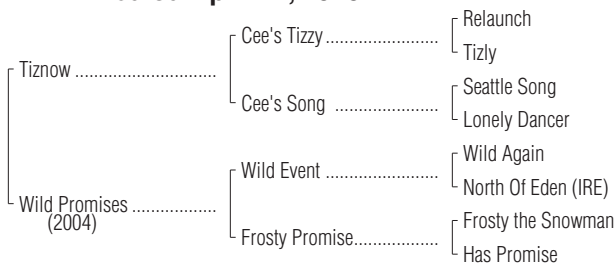 Relaunch
Cee's Tizzy
Tizly
Tiznow
Seattle Song
Cee's Song
Lonely Dancer
Wild Again
Wild Event
North Of Eden (IRE)
Wild Promises
(2004)
Frosty the Snowman
Frosty Promise
Has Promise